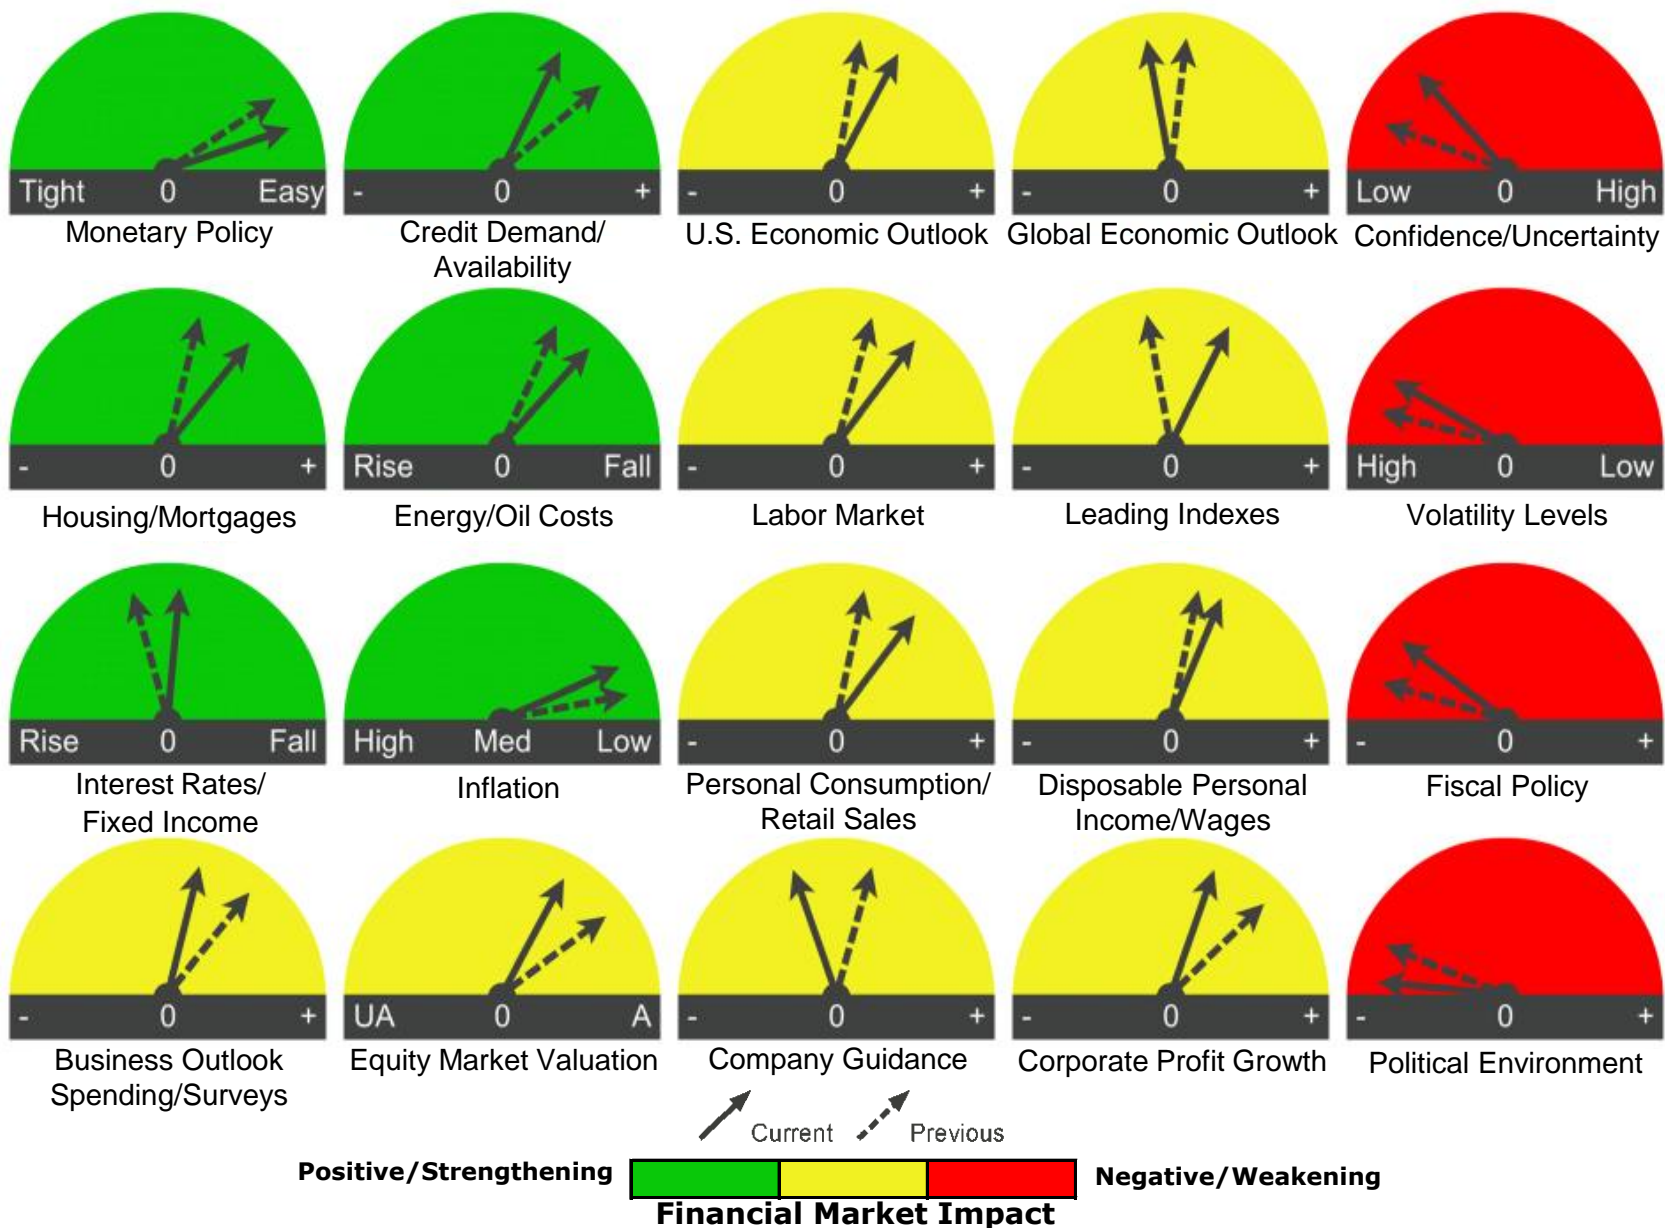 Tight 0 Easy
Monetary Policy
- 0 +
Credit Demand/
Availability
- 0 +
U.S. Economic Outlook
- 0 +
Global Economic Outlook
Low 0 High
Confidence/Uncertainty
- 0 +
Housing/Mortgages
Rise 0 Fall
Energy/Oil Costs
- 0 +
Labor Market
- 0 +
Leading Indexes
High 0 Low
Volatility Levels
Rise 0 Fall
Interest Rates/
Fixed Income
High Med Low
Inflation
- 0 +
Personal Consumption/
Retail Sales
- 0 +
Disposable Personal
Income/Wages
- 0 +
Fiscal Policy
- 0 +
Business Outlook
Spending/Surveys
UA 0 A
Equity Market Valuation
- 0 +
Company Guidance
- 0 +
Corporate Profit Growth
- 0 +
Political Environment
Current Previous
Positive/Strengthening Negative/Weakening
Financial Market Impact